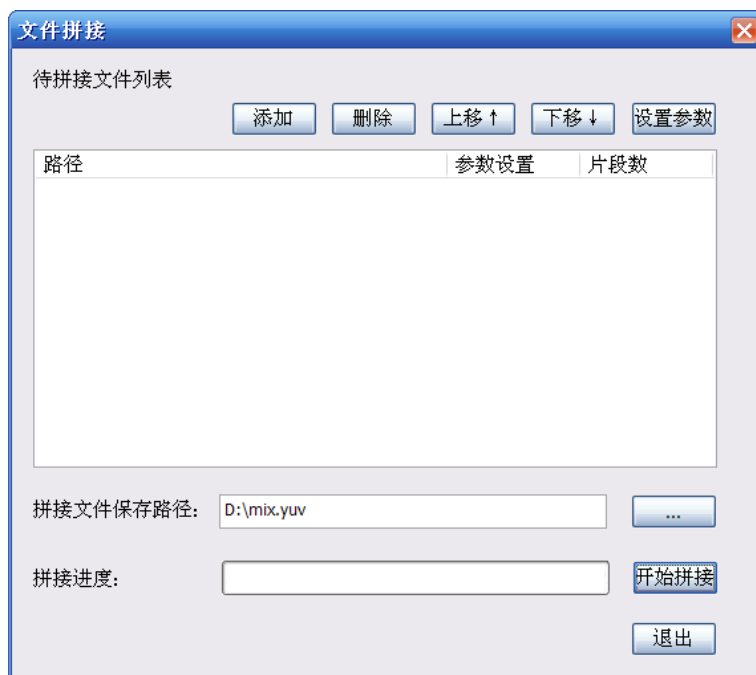 文件拼接
待拼接文件列表
添加 删除 上移↑ 下移↓ 设置参数
路径 参数设置 片段数
拼接文件保存路径: D:\mix.yuv ...
拼接进度: 开始拼接
退出